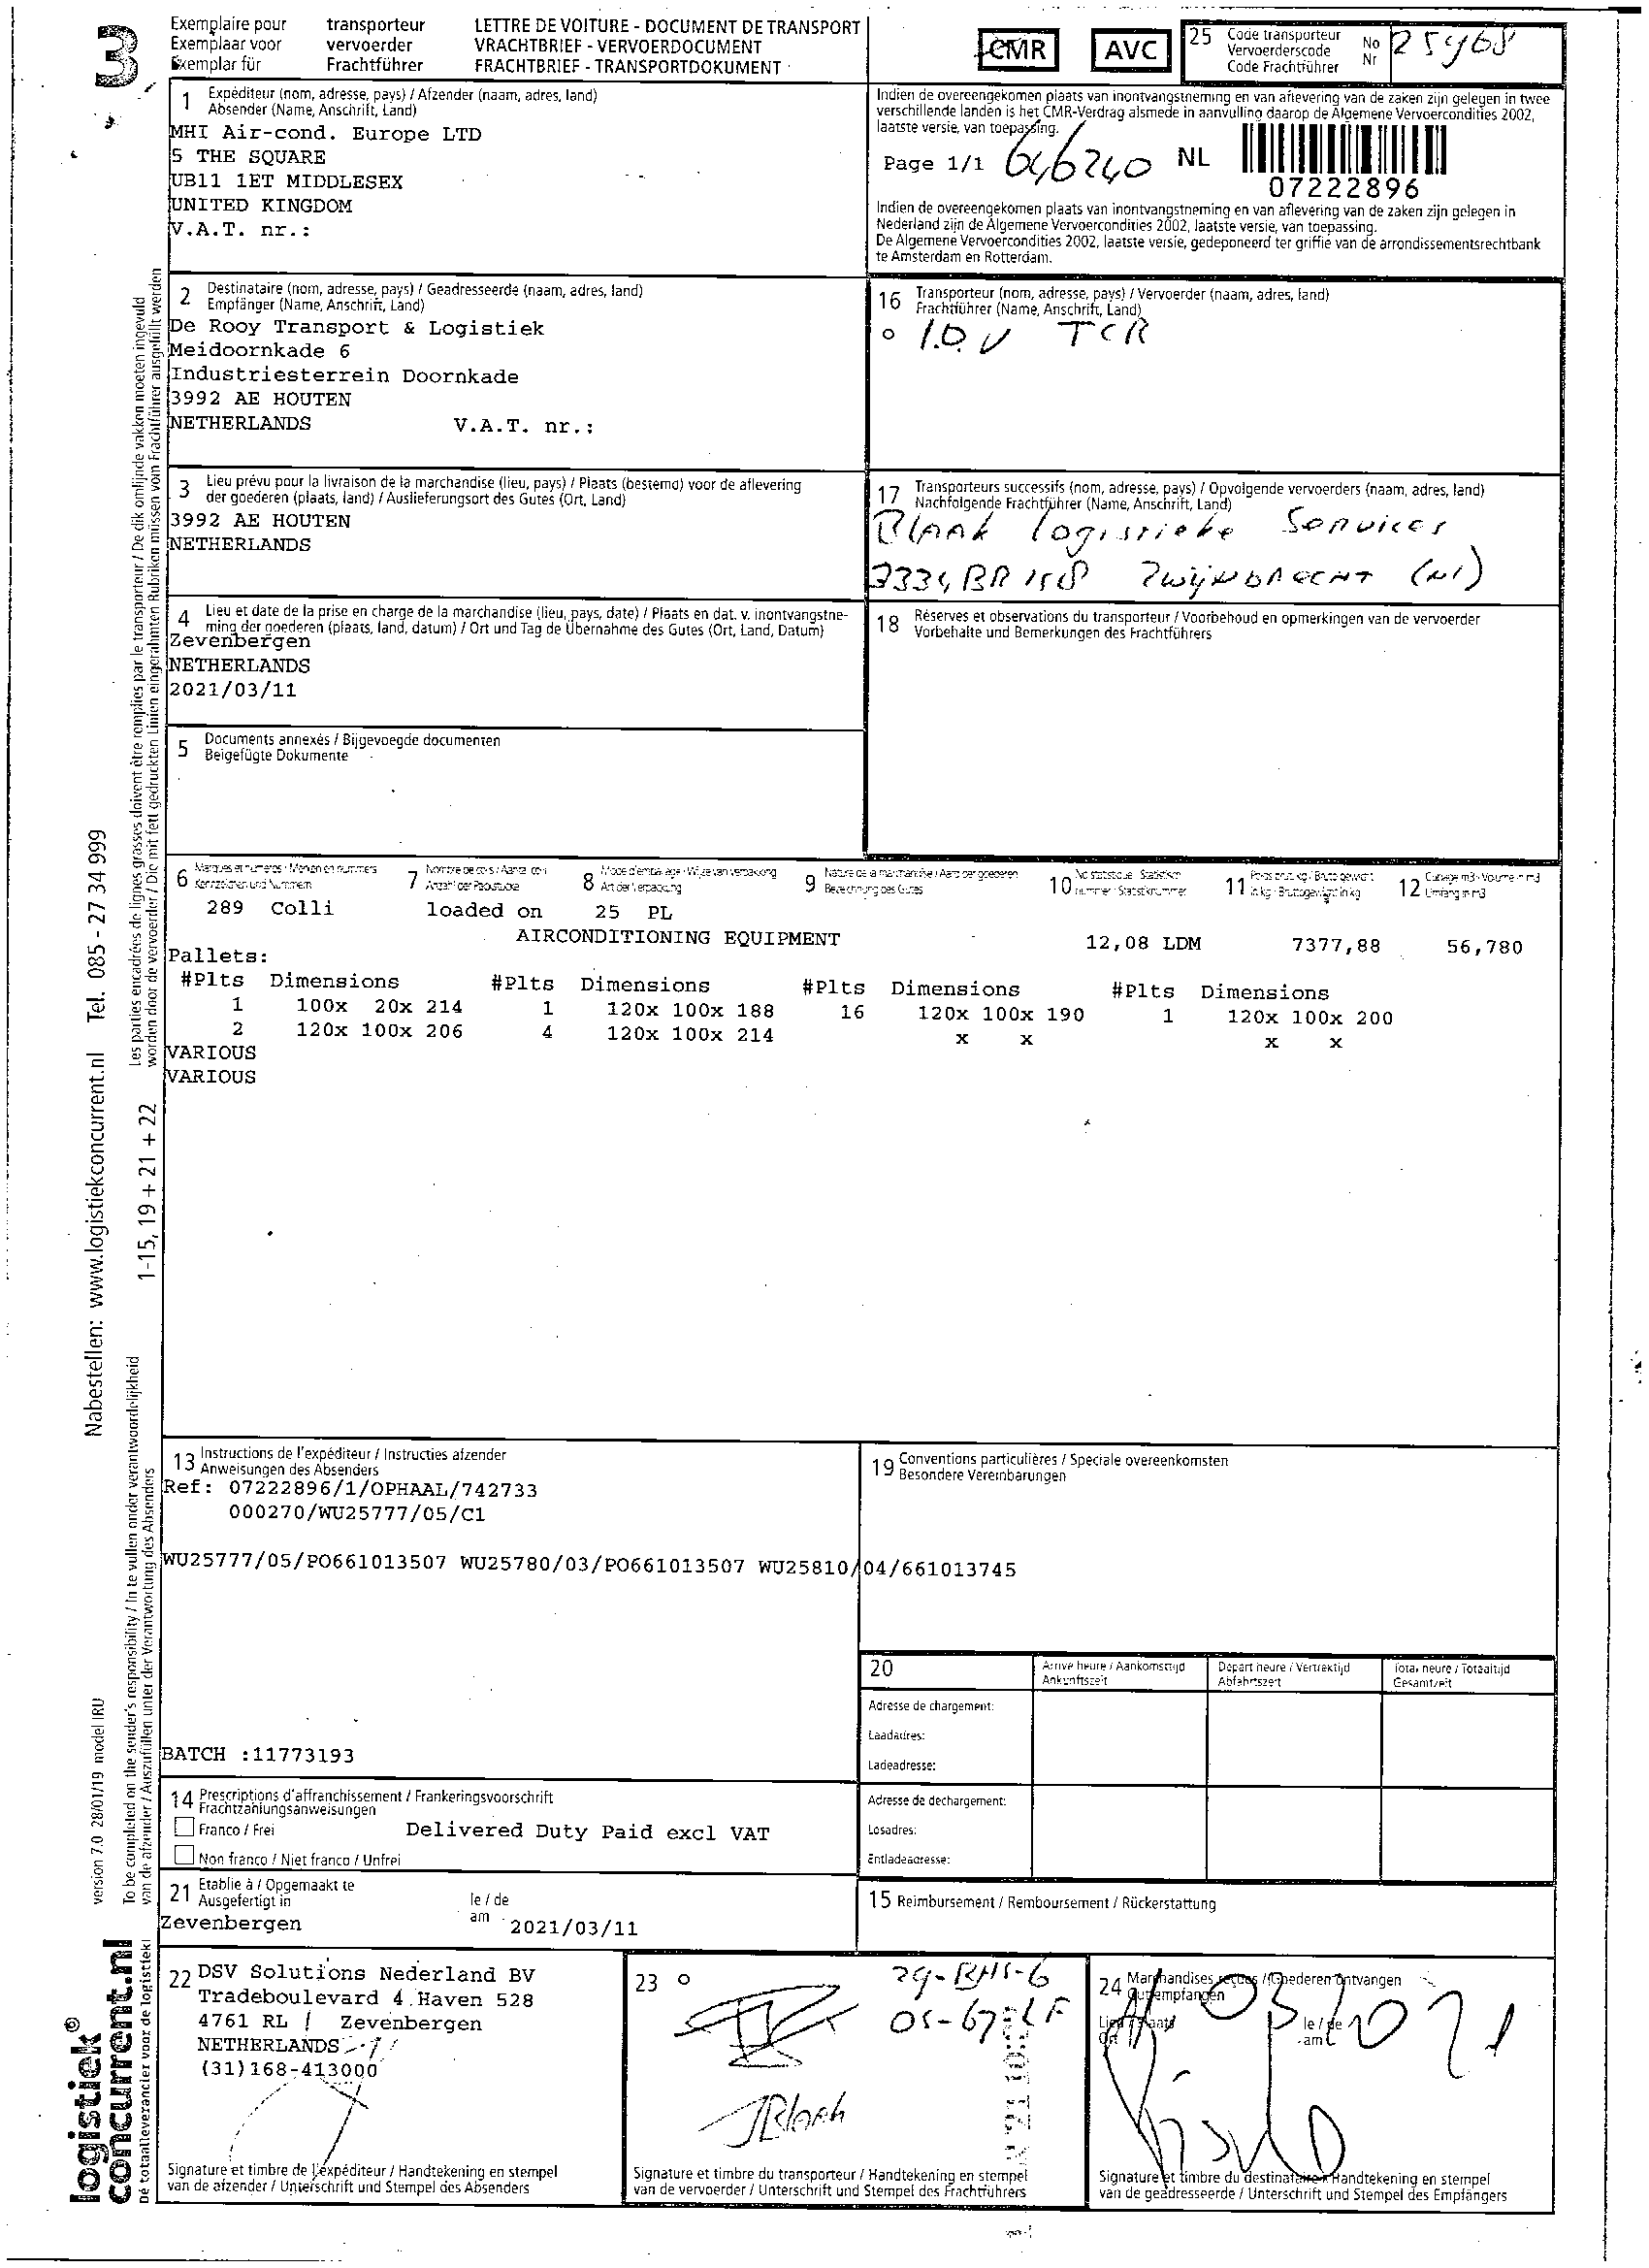 3
Exemplaire pour transporteur
Exemplaar voor vervoerder
Exemplar für Frachtführer
LETTRE DE VOITURE - DOCUMENT DE TRANSPORT
VRACHTBRIEF - VERVOERDOCUMENT
FRACHTBRIEF - TRANSPORTDOKUMENT
CMR
AVC
25 Code transporteur
Vervoerderscode
Code Frachtführer
No
Nr
25468
1 Expéditeur (nom, adresse, pays) / Afzender (naam, adres, land)
Absender (Name, Anschrift, Land)
MHI Air-cond. Europe LTD
5 THE SQUARE
UB11 1ET MIDDLESEX
UNITED KINGDOM
V.A.T. nr.:
Indien de overeengekomen plaats van inontvangstneming en van aflevering van de zaken zijn gelegen in twee
verschillende landen is het CMR-Verdrag alsmede in aanvulling daarop de Algemene Vervoercondities 2002,
laatste versie, van toepassing.
Page 1/1 646240 NL
07222896
Indien de overeengekomen plaats van inontvangstneming en van aflevering van de zaken zijn gelegen in
Nederland zijn de Algemene Vervoercondities 2002, laatste versie, van toepassing.
De Algemene Vervoercondities 2002, laatste versie, gedeponeerd ter griffie van de arrondissementsrechtbank
te Amsterdam en Rotterdam.
2 Destinataire (nom, adresse, pays) / Geadresseerde (naam, adres, land)
Empfänger (Name, Anschrift, Land)
De Rooy Transport & Logistiek
Meidoornkade 6
Industriesterrein Doornkade
3992 AE HOUTEN
NETHERLANDS V.A.T. nr.:
16 Transporteur (nom, adresse, pays) / Vervoerder (naam, adres, land)
Frachtführer (Name, Anschrift, Land)
I.O.V TCR
3 Lieu prévu pour la livraison de la marchandise (lieu, pays) / Plaats (bestemd) voor de aflevering
der goederen (plaats, land) / Auslieferungsort des Gutes (Ort, Land)
3992 AE HOUTEN
NETHERLANDS
17 Transporteurs successifs (nom, adresse, pays) / Opvolgende vervoerders (naam, adres, land)
Nachfolgende Frachtführer (Name, Anschrift, Land)
Blaak logistieke Services
3334 BR 158 Zwijndrecht (NL)
4 Lieu et date de la prise en charge de la marchandise (lieu, pays, date) / Plaats en dat. v. inontvangstne-
ming der goederen (plaats, land, datum) / Ort und Tag de Übernahme des Gutes (Ort, Land, Datum)
Zevenbergen
NETHERLANDS
2021/03/11
18 Réserves et observations du transporteur / Voorbehoud en opmerkingen van de vervoerder
Vorbehalte und Bemerkungen des Frachtführers
5 Documents annexés / Bijgevoegde documenten
Beigefügte Dokumente
6 Marques et numéros / Merken en nummers
Kennzeichen und Nummern
7 Nombre de colis / Aantal colli
Anzahl der Packstücke
8 Mode d'emballage / Wijze van verpakking
Art der Verpackung
9 Nature de la marchandise / Aard der goederen
Bezeichnung des Gutes
10 No statistique / Statistiek
nummer / Statistiknummer
11 Poids brut, kg / Bruto gewicht
in kg / Bruttogewicht in kg
12 Cubage m3 / Volume in m3
Umfang in m3
289 Colli loaded on 25 PL
AIRCONDITIONING EQUIPMENT 12,08 LDM 7377,88 56,780
Pallets:
#Plts Dimensions #Plts Dimensions #Plts Dimensions #Plts Dimensions
1 100x 20x 214 1 120x 100x 188 16 120x 100x 190 1 120x 100x 200
2 120x 100x 206 4 120x 100x 214 x x x x
VARIOUS
VARIOUS
13 Instructions de l'expéditeur / Instructies afzender
Anweisungen des Absenders
Ref: 07222896/1/OPHAAL/742733
000270/WU25777/05/C1
WU25777/05/PO661013507 WU25780/03/PO661013507 WU25810/04/661013745
BATCH :11773193
19 Conventions particulières / Speciale overeenkomsten
Besondere Vereinbarungen
20 Arrive heure / Aankomsttijd
Ankunftszeit
Départ heure / Vertrektijd
Abfahrtszeit
Total heure / Totaaltijd
Gesamtzeit
Adresse de chargement:
Laadadres:
Ladeadresse:
Adresse de dechargement:
Losadres:
Entladeadresse:
14 Prescriptions d'affranchissement / Frankeringsvoorschrift
Frachtzahlungsanweisungen
Franco / Frei
Delivered Duty Paid excl VAT
Non franco / Niet franco / Unfrei
21 Etablie à / Opgemaakt te
Ausgefertigt in
le / de
am
Zevenbergen 2021/03/11
15 Reimbursement / Remboursement / Rückerstattung
22 DSV Solutions Nederland BV
Tradeboulevard 4 Haven 528
4761 RL Zevenbergen
NETHERLANDS
(31)168-413000
Signature et timbre de l'expéditeur / Handtekening en stempel
van de afzender / Unterschrift und Stempel des Absenders
23
29-BHS-6
JBlaak
Signature et timbre du transporteur / Handtekening en stempel
van de vervoerder / Unterschrift und Stempel des Frachtführers
24 Marchandises reçues / Goederen ontvangen
Gut empfangen
Lieu / Plaats
Ort
le / de
am
11 03 2021
Signature et timbre du destinataire / Handtekening en stempel
van de geadresseerde / Unterschrift und Stempel des Empfängers
Les parties encadrées de lignes grasses doivent être remplies par le transporteur / De dik omlijnde vakken moeten ingevuld
worden door de vervoerder / Die mit fett gedruckten Linien eingerahmten Rubriken müssen vom Frachtführer ausgefüllt werden
1-15, 19 + 21 + 22
To be completed on the sender's responsibility / In te vullen onder verantwoordelijkheid
van de afzender / Auszufüllen unter der Verantwortung des Absenders
Nabestellen: www.logistiekconcurrent.nl Tel. 085 - 27 34 999
version 7.0 28/01/19 model IRU
logistiek®
concurrent.nl
Dé totaalleverancier voor de logistiek!